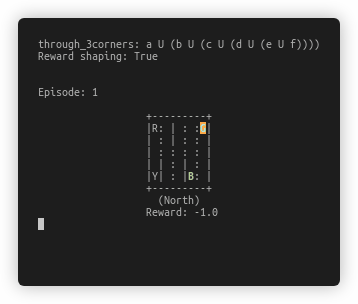 through_3corners: a U (b U (c U (d U (e U f))))
Reward shaping: True
Episode: 1
+---------+
|R: | : :G|
| : | : : |
| : : : : |
| | : | : |
|Y| : |B: |
+---------+
(North)
Reward: -1.0